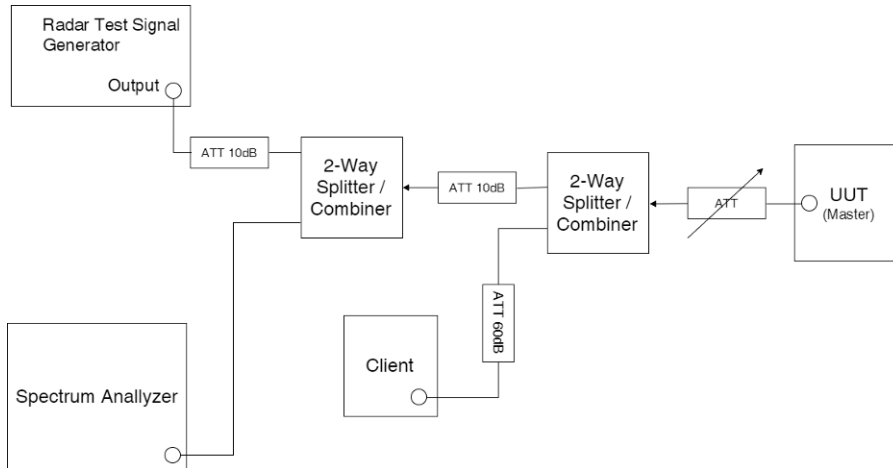 Radar Test Signal
Generator
Output
ATT 10dB
2-Way
Splitter /
Combiner
ATT 10dB
2-Way
Splitter /
Combiner
ATT
UUT
(Master)
ATT 60dB
Client
Spectrum Anallyzer